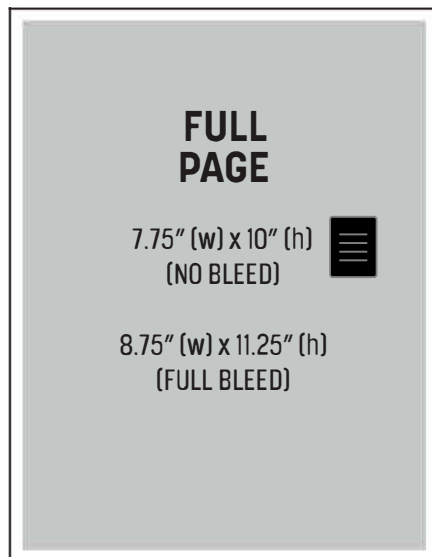 FULL
PAGE
7.75" (w) x 10" (h)
(NO BLEED)
8.75" (w) x 11.25" (h)
(FULL BLEED)